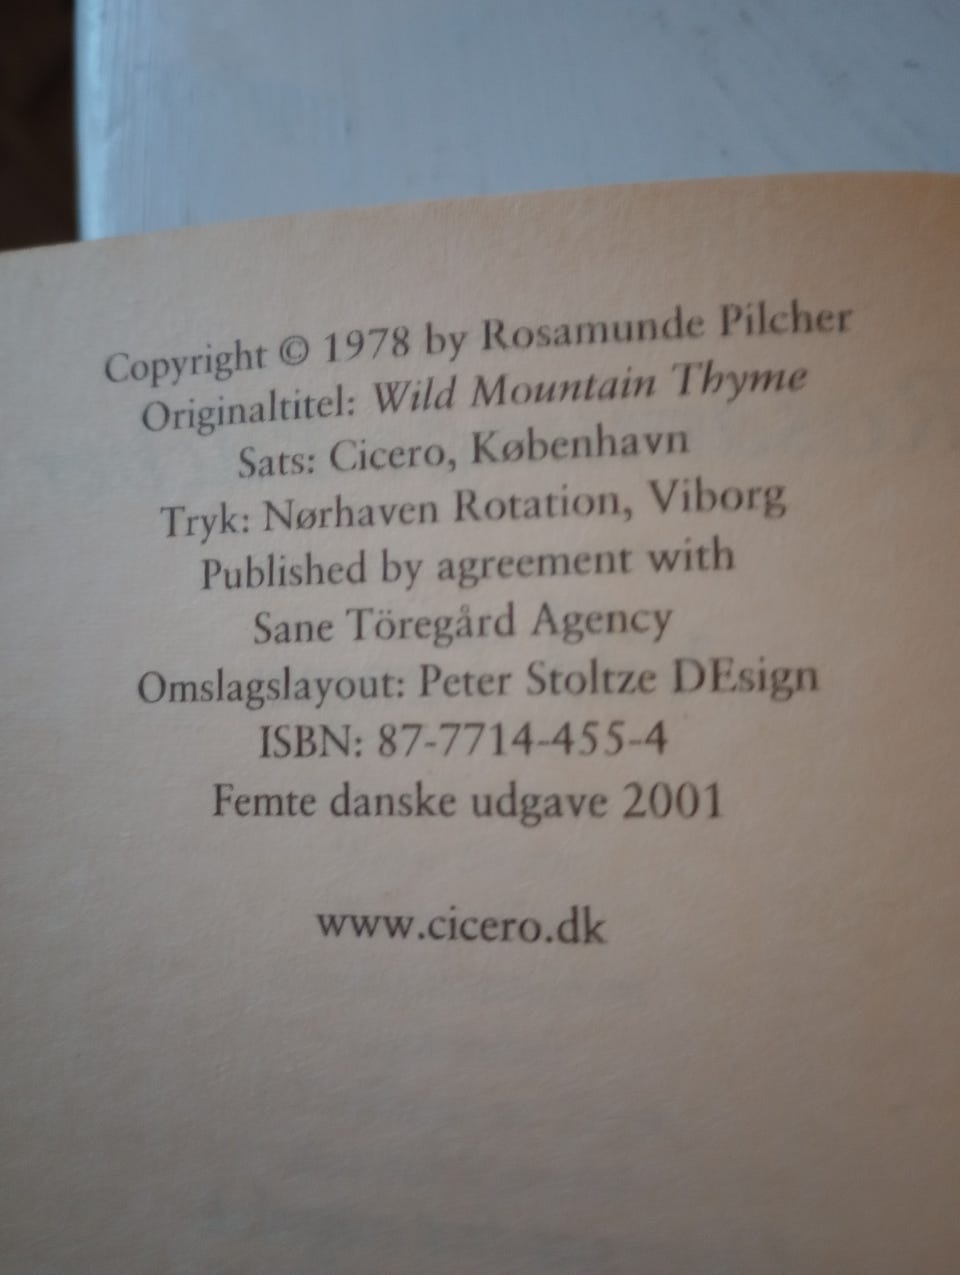 Copyright © 1978 by Rosamunde Pilcher
Originaltitel: Wild Mountain Thyme
Sats: Cicero, København
Tryk: Nørhaven Rotation, Viborg
Published by agreement with
Sane Töregård Agency
Omslagslayout: Peter Stoltze DEsign
ISBN: 87-7714-455-4
Femte danske udgave 2001
www.cicero.dk